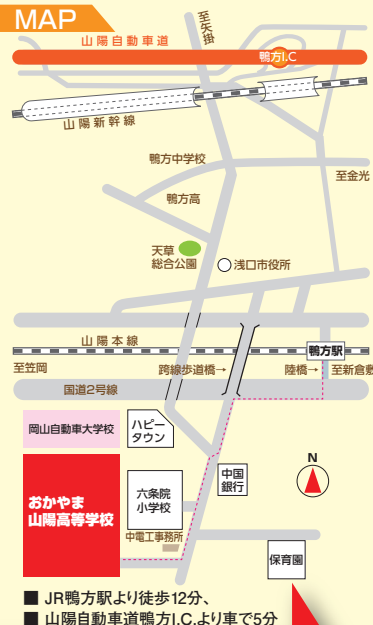 MAP
至矢掛
山陽自動車道
鴨方I.C
山陽新幹線
鴨方中学校
至金光
鴨方高
天草
総合公園
浅口市役所
山陽本線
鴨方駅
至笠岡
跨線歩道橋→
陸橋→
至新倉敷
国道2号線
岡山自動車大学校
ハピー
タウン
おかやま
山陽高等学校
六条院
小学校
中国
銀行
N
中電工事務所
保育園
■ JR鴨方駅より徒歩12分、
■ 山陽自動車道鴨方I.C.より車で5分